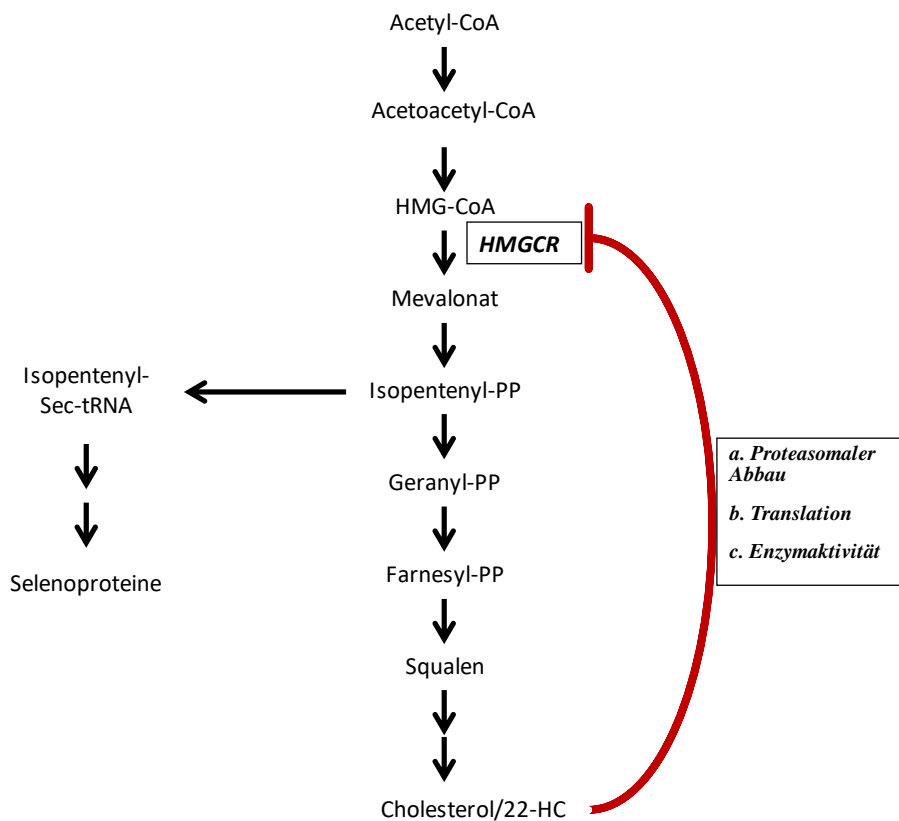 Acetyl-CoA
Acetoacetyl-CoA
HMG-CoA
HMGCR
Mevalonat
Isopentenyl-
Sec-tRNA
Isopentenyl-PP
a. Proteasomaler
Abbau
b. Translation
c. Enzymaktivität
Geranyl-PP
Selenoproteine
Farnesyl-PP
Squalen
Cholesterol/22-HC